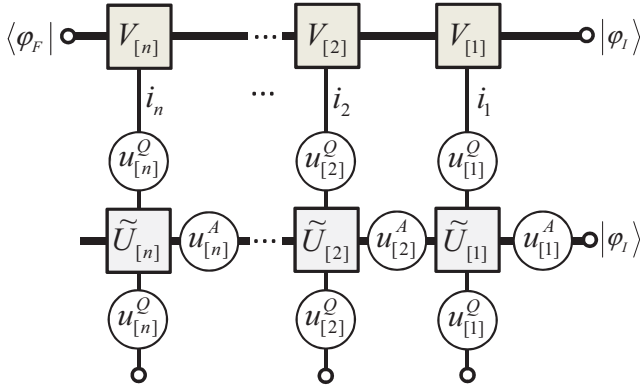 ⟨φ_F| V_[n] ... V_[2] V_[1] |φ_I⟩
i_n ... i_2 i_1
u^Q_[n] u^Q_[2] u^Q_[1]
Ũ_[n] u^A_[n] ... Ũ_[2] u^A_[2] Ũ_[1] u^A_[1] |φ_I⟩
u^Q_[n] u^Q_[2] u^Q_[1]